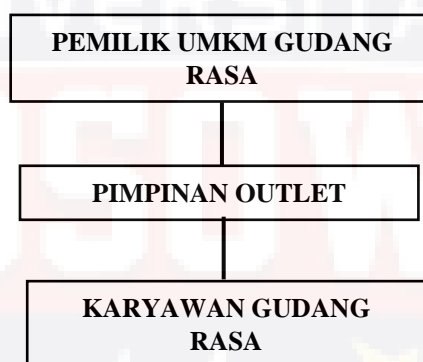 PEMILIK UMKM GUDANG
RASA
PIMPINAN OUTLET
KARYAWAN GUDANG
RASA